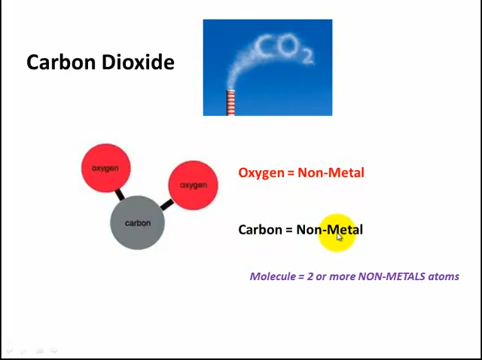 Carbon Dioxide
CO2
oxygen
oxygen
carbon
Oxygen = Non-Metal
Carbon = Non-Metal
Molecule = 2 or more NON-METALS atoms